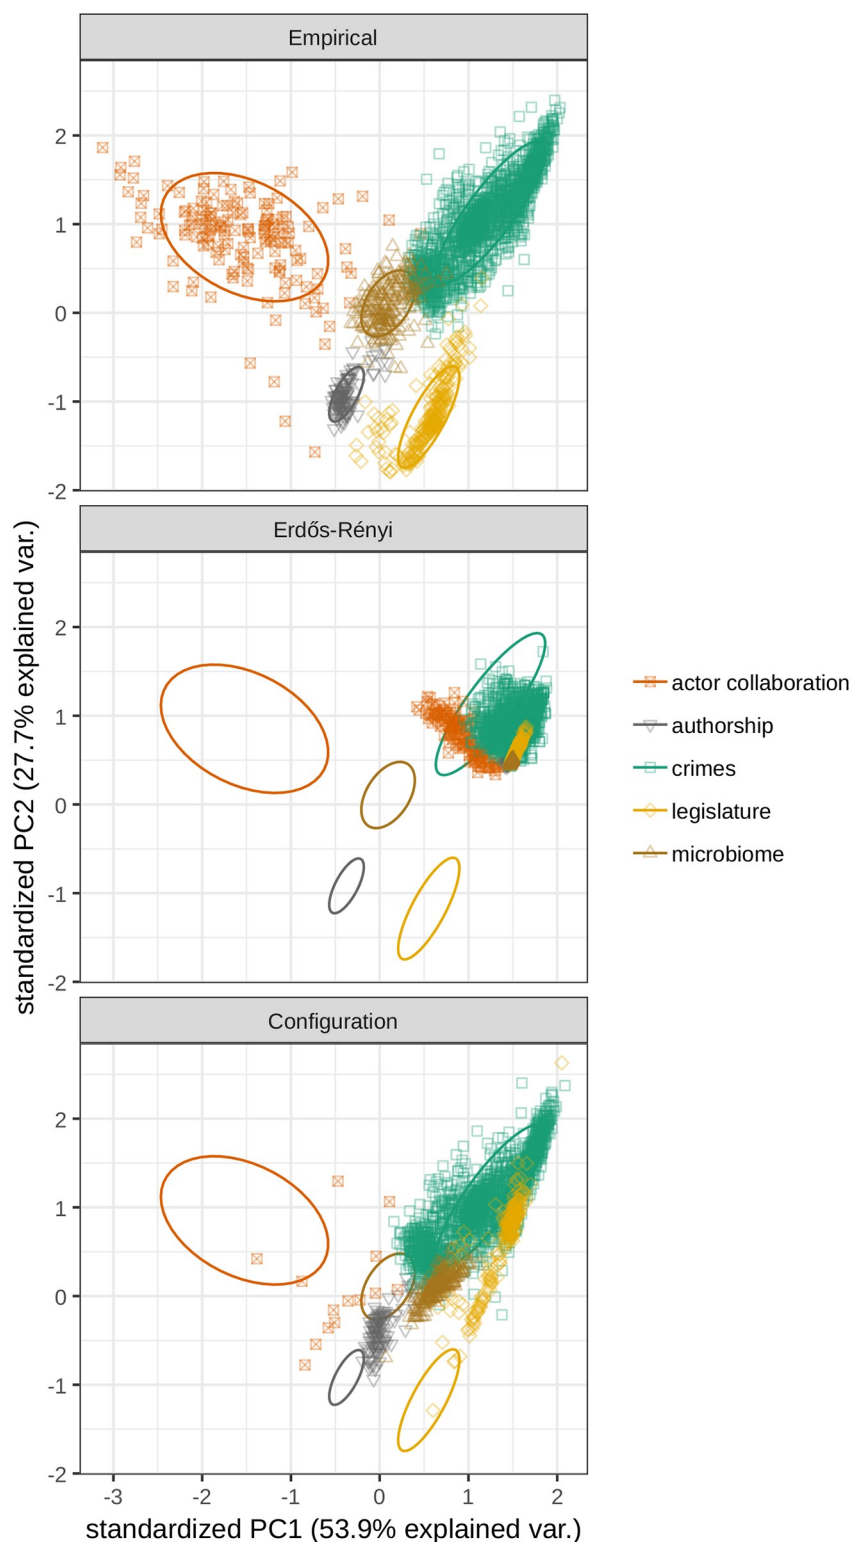 Empirical
2
1
0
-1
-2
Erdős-Rényi
2
1
0
-1
-2
Configuration
2
1
0
-1
-2
-3 -2 -1 0 1 2
standardized PC1 (53.9% explained var.)
standardized PC2 (27.7% explained var.)
actor collaboration
authorship
crimes
legislature
microbiome